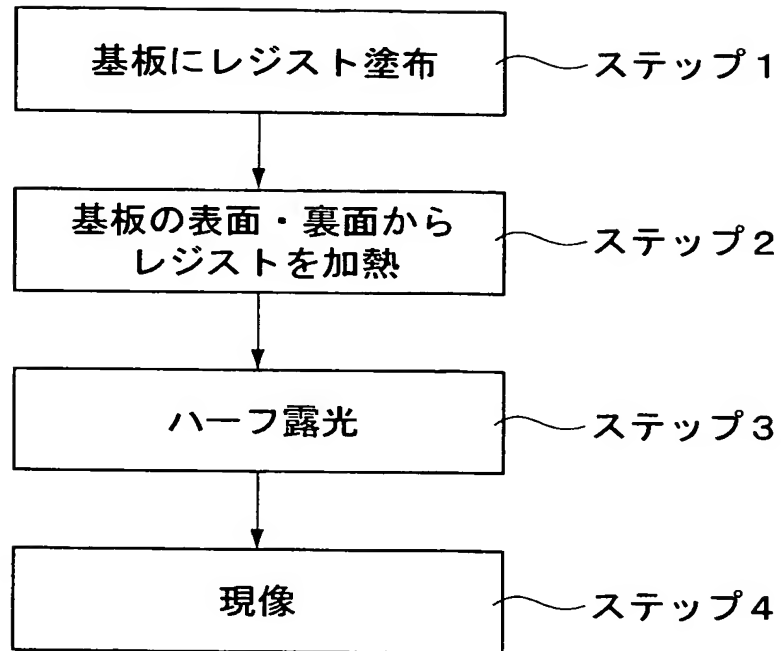 基板にレジスト塗布
ステップ1
基板の表面・裏面から
レジストを加熱
ステップ2
ハーフ露光
ステップ3
現像
ステップ4